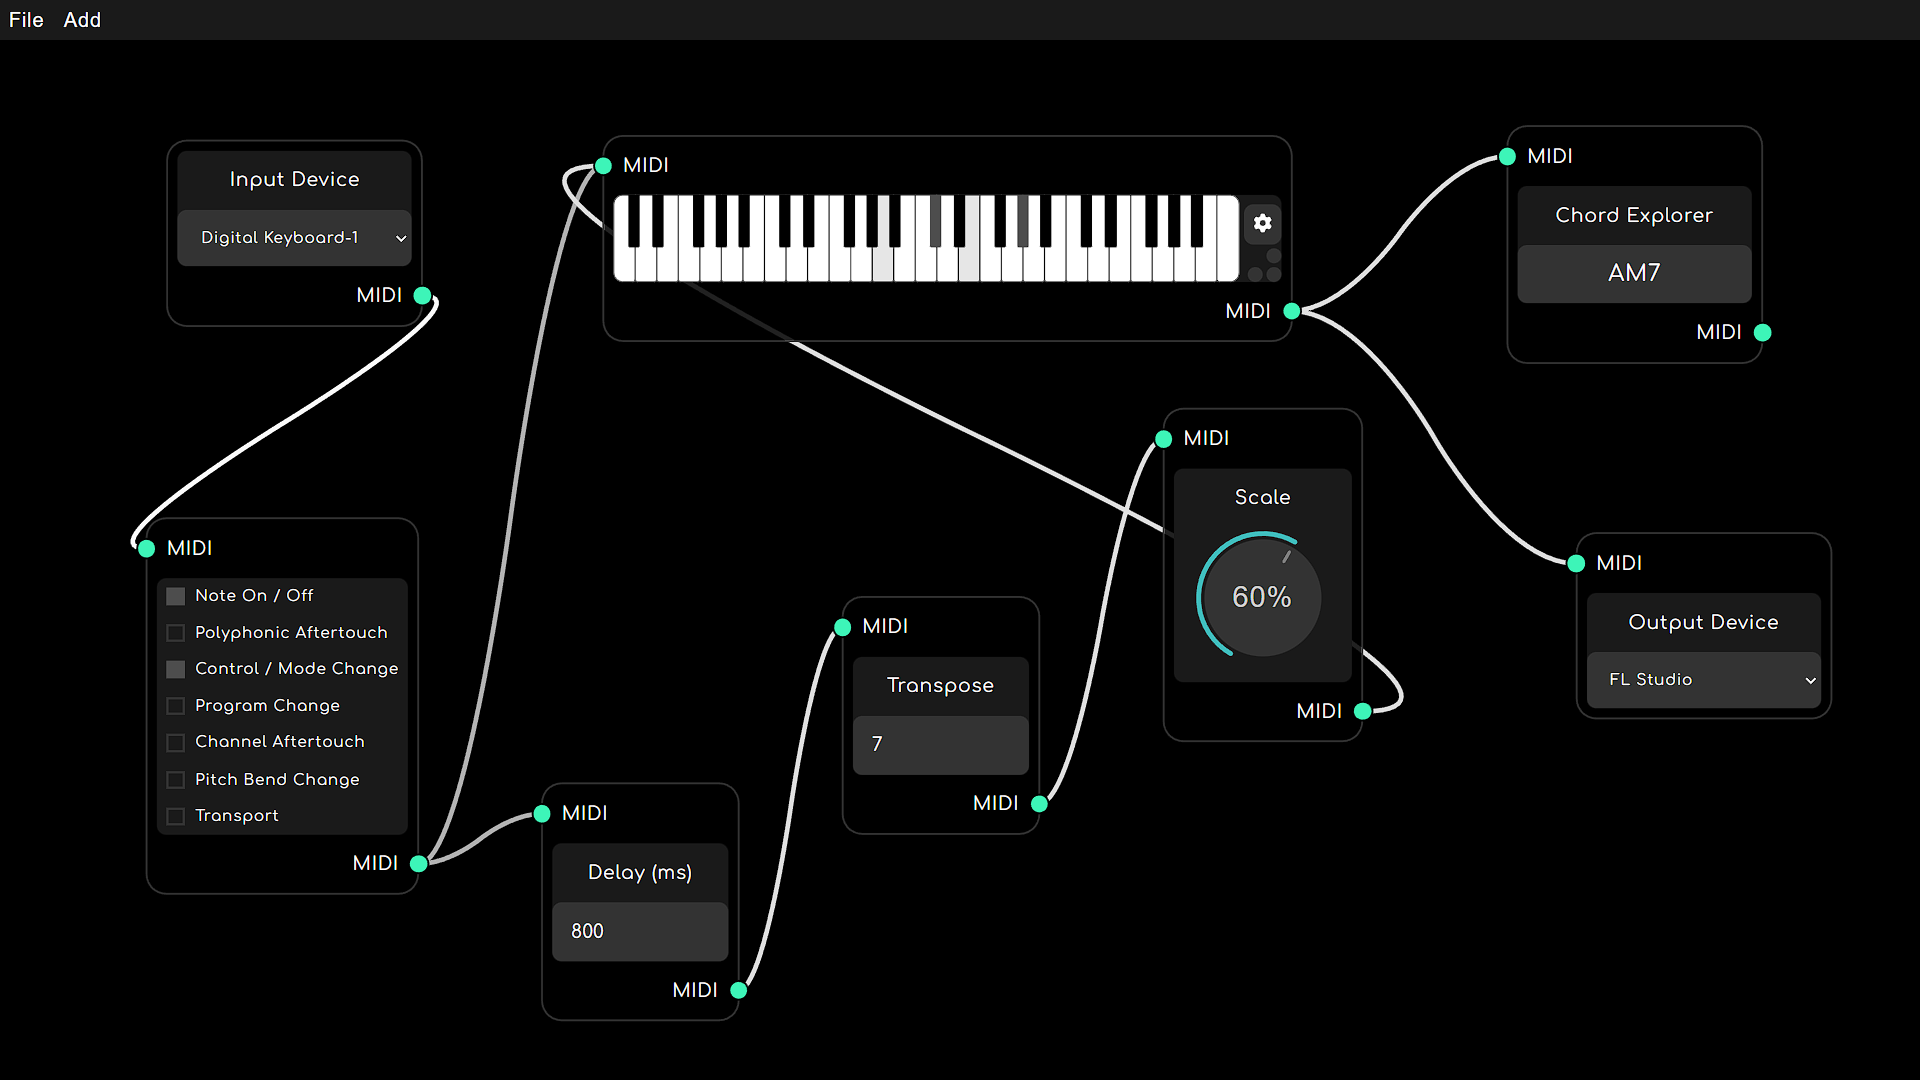 File Add
Input Device
Digital Keyboard-1
MIDI
MIDI
MIDI
MIDI
Chord Explorer
AM7
MIDI
MIDI
Note On / Off
Polyphonic Aftertouch
Control / Mode Change
Program Change
Channel Aftertouch
Pitch Bend Change
Transport
MIDI
MIDI
Delay (ms)
800
MIDI
MIDI
Transpose
7
MIDI
MIDI
Scale
60%
MIDI
MIDI
Output Device
FL Studio